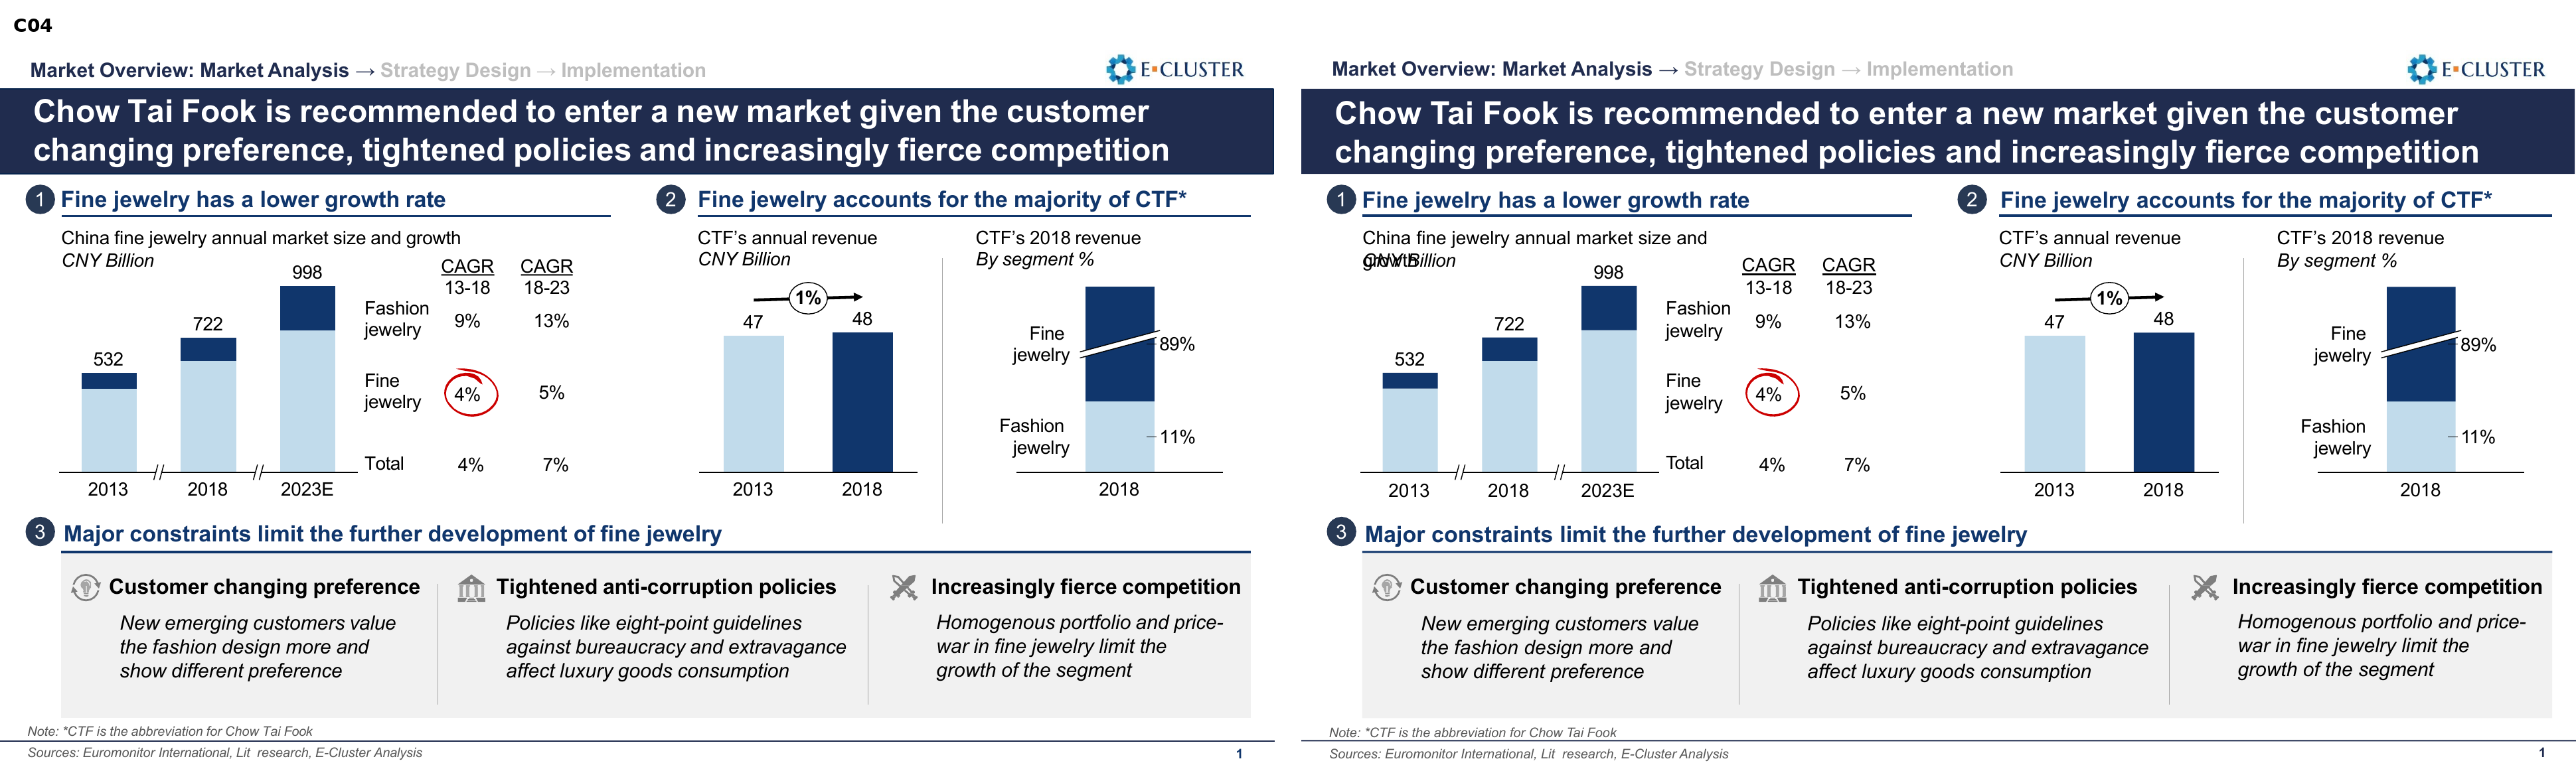 C04
Market Overview: Market Analysis → Strategy Design → Implementation
E-CLUSTER
Chow Tai Fook is recommended to enter a new market given the customer
changing preference, tightened policies and increasingly fierce competition
1 Fine jewelry has a lower growth rate
China fine jewelry annual market size and growth
CNY Billion
CAGR 13-18
CAGR 18-23
532
722
998
Fashion jewelry 9% 13%
Fine jewelry 4% 5%
Total 4% 7%
2013 2018 2023E
2 Fine jewelry accounts for the majority of CTF*
CTF's annual revenue
CNY Billion
1%
47 48
2013 2018
CTF's 2018 revenue
By segment %
Fine jewelry 89%
Fashion jewelry 11%
2018
3 Major constraints limit the further development of fine jewelry
Customer changing preference
New emerging customers value
the fashion design more and
show different preference
Tightened anti-corruption policies
Policies like eight-point guidelines
against bureaucracy and extravagance
affect luxury goods consumption
Increasingly fierce competition
Homogenous portfolio and price-
war in fine jewelry limit the
growth of the segment
Note: *CTF is the abbreviation for Chow Tai Fook
Sources: Euromonitor International, Lit research, E-Cluster Analysis
1
Market Overview: Market Analysis → Strategy Design → Implementation
E-CLUSTER
Chow Tai Fook is recommended to enter a new market given the customer
changing preference, tightened policies and increasingly fierce competition
1 Fine jewelry has a lower growth rate
China fine jewelry annual market size and
growth
CNY Billion
CAGR 13-18
CAGR 18-23
532
722
998
Fashion jewelry 9% 13%
Fine jewelry 4% 5%
Total 4% 7%
2013 2018 2023E
2 Fine jewelry accounts for the majority of CTF*
CTF's annual revenue
CNY Billion
1%
47 48
2013 2018
CTF's 2018 revenue
By segment %
Fine jewelry 89%
Fashion jewelry 11%
2018
3 Major constraints limit the further development of fine jewelry
Customer changing preference
New emerging customers value
the fashion design more and
show different preference
Tightened anti-corruption policies
Policies like eight-point guidelines
against bureaucracy and extravagance
affect luxury goods consumption
Increasingly fierce competition
Homogenous portfolio and price-
war in fine jewelry limit the
growth of the segment
Note: *CTF is the abbreviation for Chow Tai Fook
Sources: Euromonitor International, Lit research, E-Cluster Analysis
1